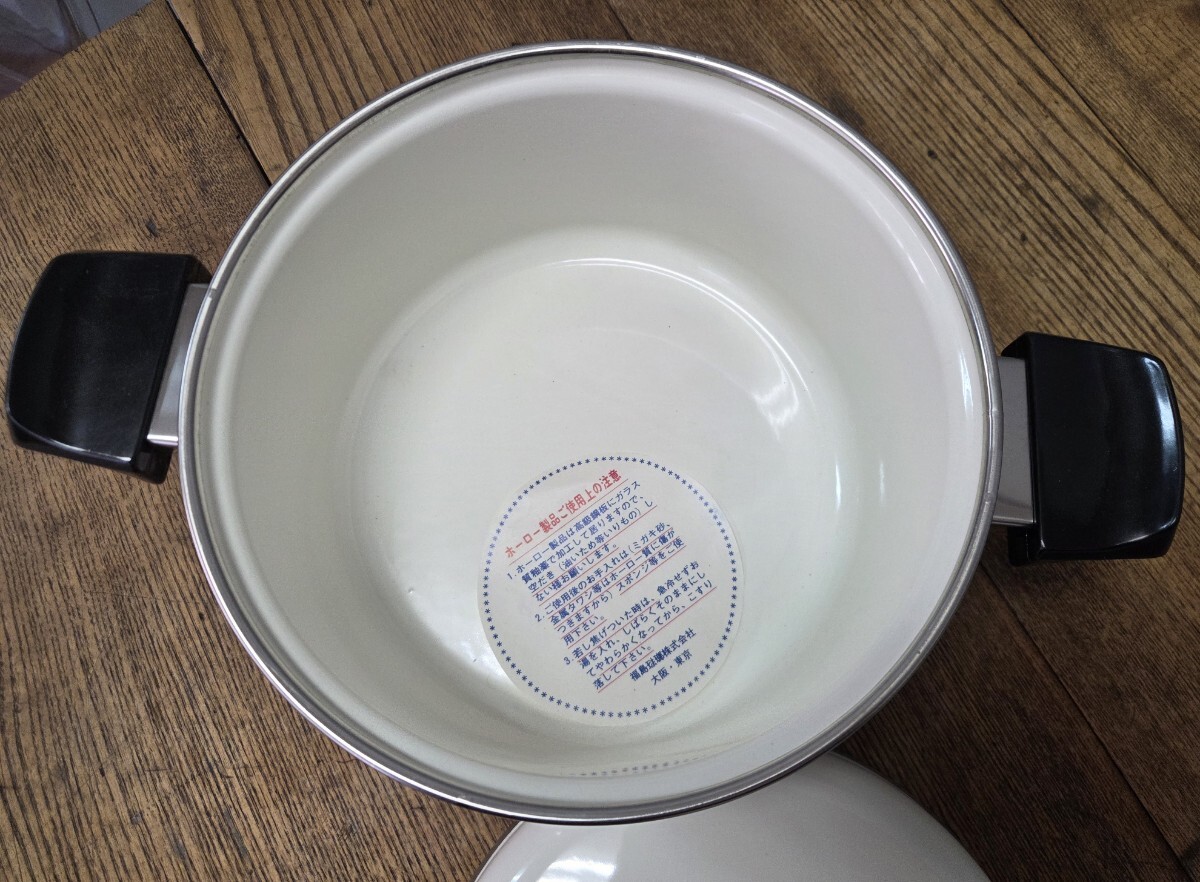 ホーロー製品ご使用上の注意
1. ホーロー製品は高級鋼板にガラス
質釉薬で加工して居りますので、
空だき(油いため等いりもの)し
ない様お願いします。
2. ご使用後のお手入れは(ミガキ砂、
金属タワシ等はホーロー質に傷が
つきますから)スポンジ等をご使
用下さい。
3. 若し焦げついた時は、急冷せずお
湯を入れ、しばらくそのままにし
てやわらかくなってから、こすり
落して下さい。
福島琺瑯株式会社
大阪・東京